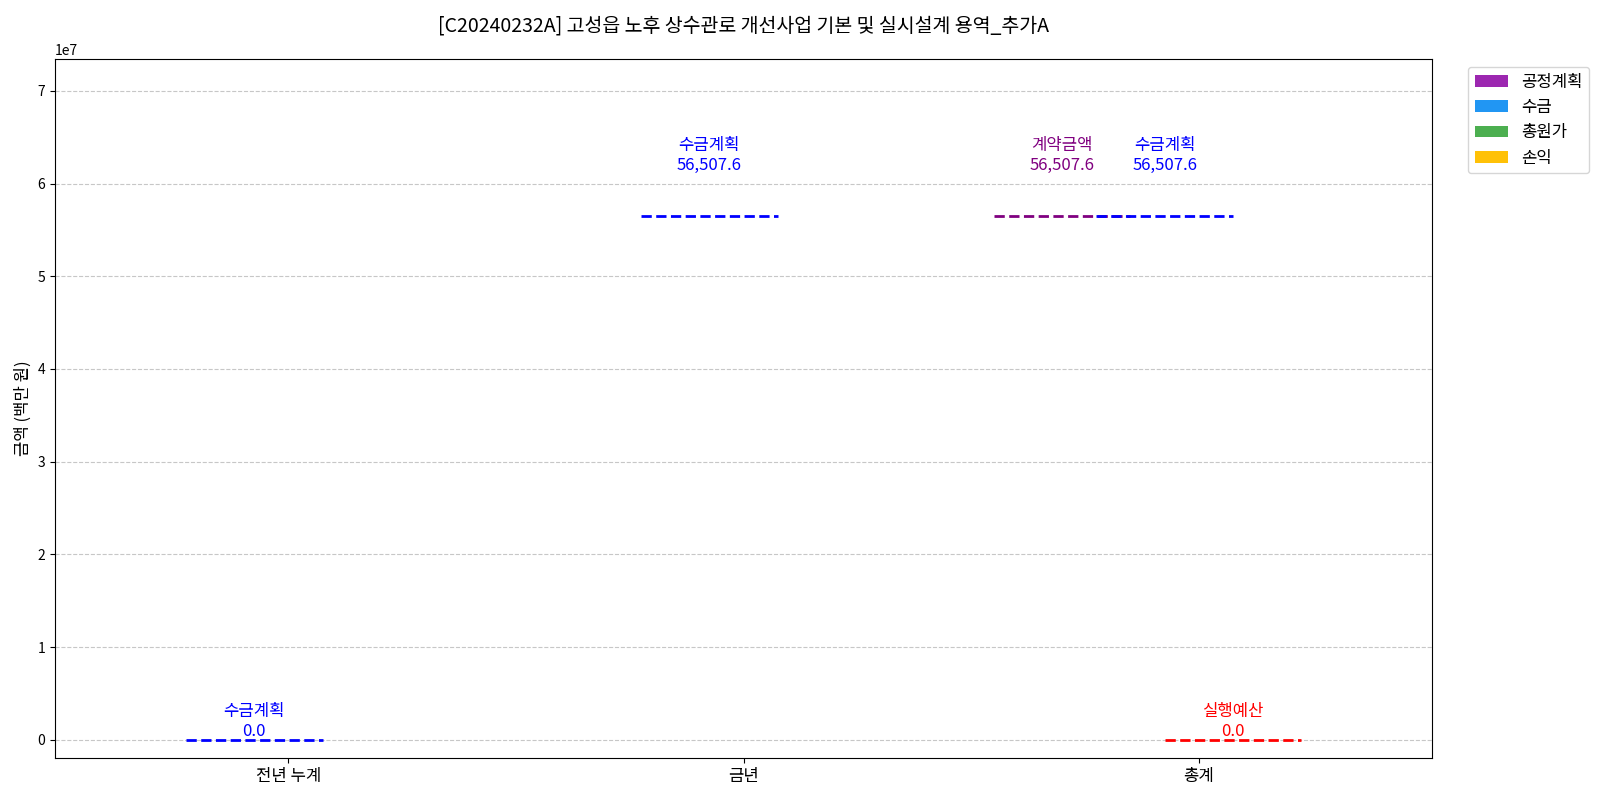 [C20240232A] 고성읍 노후 상수관로 개선사업 기본 및 실시설계 용역_추가A
1e7
7
6
5
4
3
2
1
0
금액 (백만 원)
수금계획
56,507.6
계약금액
56,507.6
수금계획
56,507.6
수금계획
0.0
실행예산
0.0
전년 누계
금년
총계
공정계획
수금
총원가
손익